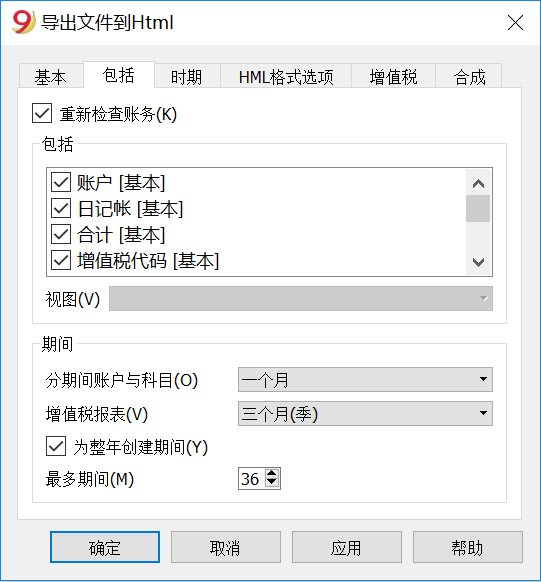 9 导出文件到Html
基本 包括 时期 HML格式选项 增值税 合成
重新检查账务(K)
包括
账户 [基本]
日记帐 [基本]
合计 [基本]
增值税代码 [基本]
视图(V)
期间
分期间账户与科目(O) 一个月
增值税报表(V) 三个月(季)
为整年创建期间(Y)
最多期间(M) 36
确定 取消 应用 帮助